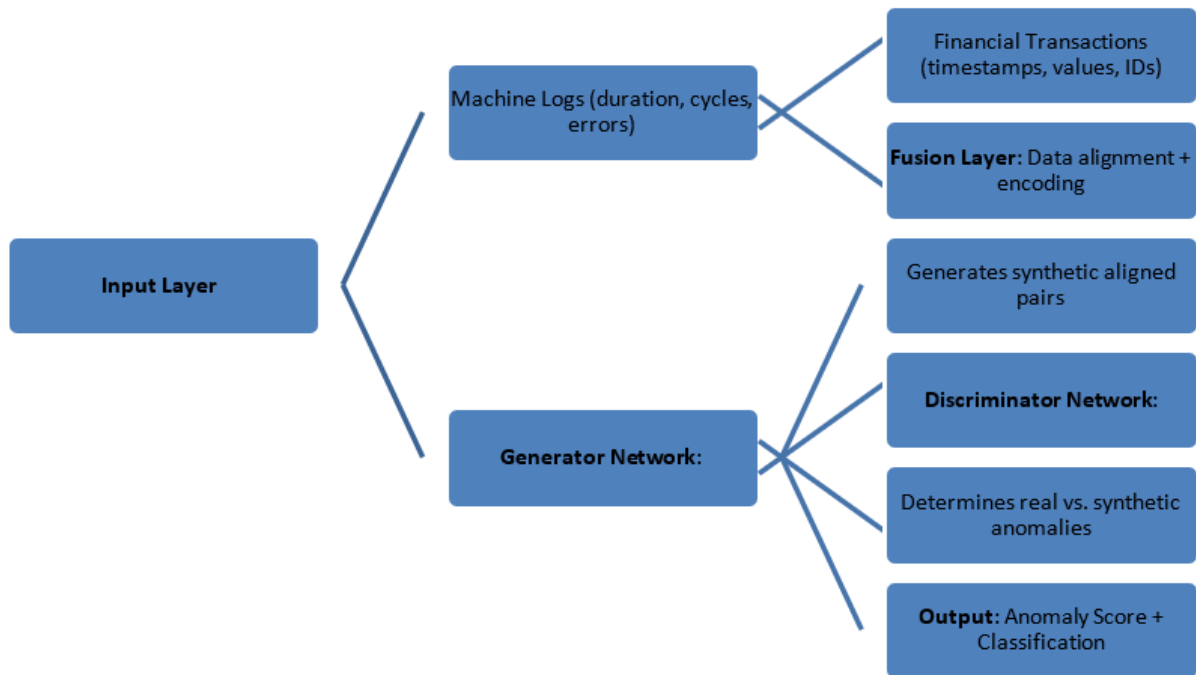 Input Layer
Machine Logs (duration, cycles,
errors)
Generator Network:
Financial Transactions
(timestamps, values, IDs)
Fusion Layer: Data alignment +
encoding
Generates synthetic aligned
pairs
Discriminator Network:
Determines real vs. synthetic
anomalies
Output: Anomaly Score +
Classification